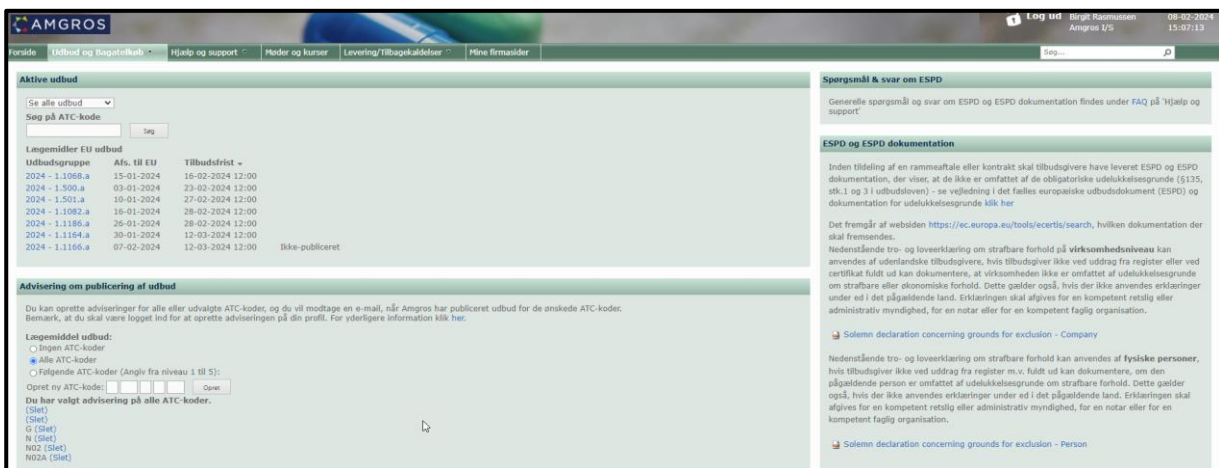 AMGROS
Log ud Birgit Rasmussen 08-02-2024
Amgros I/S 15:07:13
Forside Udbud og Bagatelkøb Hjælp og support Møder og kurser Levering/Tilbagekaldelser Mine firmasider Søg...
Aktive udbud
Se alle udbud
Søg på ATC-kode
Søg
Lægemidler EU udbud
Udbudsgruppe Afs. til EU Tilbudsfrist
2024 - 1.1068.a 15-01-2024 16-02-2024 12:00
2024 - 1.500.a 03-01-2024 23-02-2024 12:00
2024 - 1.501.a 10-01-2024 27-02-2024 12:00
2024 - 1.1082.a 16-01-2024 28-02-2024 12:00
2024 - 1.1186.a 26-01-2024 28-02-2024 12:00
2024 - 1.1164.a 30-01-2024 12-03-2024 12:00
2024 - 1.1166.a 07-02-2024 12-03-2024 12:00 Ikke-publiceret
Advisering om publicering af udbud
Du kan oprette adviseringer for alle eller udvalgte ATC-koder, og du vil modtage en e-mail, når Amgros har publiceret udbud for de ønskede ATC-koder.
Bemærk, at du skal være logget ind for at oprette adviseringen på din profil. For yderligere information klik her.
Lægemiddel udbud:
Ingen ATC-koder
Alle ATC-koder
Følgende ATC-koder (Angiv fra niveau 1 til 5):
Opret ny ATC-kode: Opret
Du har valgt advisering på alle ATC-koder.
(Slet)
(Slet)
G (Slet)
N (Slet)
N02 (Slet)
N02A (Slet)
Spørgsmål & svar om ESPD
Generelle spørgsmål og svar om ESPD og ESPD dokumentation findes under FAQ på 'Hjælp og
support'
ESPD og ESPD dokumentation
Inden tildeling af en rammeaftale eller kontrakt skal tilbudsgivere have leveret ESPD og ESPD
dokumentation, der viser, at de ikke er omfattet af de obligatoriske udelukkelsesgrunde (§135,
stk.1 og 3 i udbudsloven) - se vejledning i det fælles europæiske udbudsdokument (ESPD) og
dokumentation for udelukkelsesgrunde klik her
Det fremgår af websiden https://ec.europa.eu/tools/ecertis/search, hvilken dokumentation der
skal fremsendes.
Nedenstående tro- og loveerklæring om strafbare forhold på virksomhedsniveau kan
anvendes af udenlandske tilbudsgivere, hvis tilbudsgiver ikke ved uddrag fra register eller ved
certifikat fuldt ud kan dokumentere, at virksomheden ikke er omfattet af udelukkelsesgrunde
om strafbare eller økonomiske forhold. Dette gælder også, hvis der ikke anvendes erklæringer
under ed i det pågældende land. Erklæringen skal afgives for en kompetent retslig eller
administrativ myndighed, for en notar eller for en kompetent faglig organisation.
Solemn declaration concerning grounds for exclusion - Company
Nedenstående tro- og loveerklæring om strafbare forhold kan anvendes af fysiske personer,
hvis tilbudsgiver ikke ved uddrag fra register m.v. fuldt ud kan dokumentere, om den
pågældende person er omfattet af udelukkelsesgrunde om strafbare forhold. Dette gælder
også, hvis der ikke anvendes erklæringer under ed i det pågældende land. Erklæringen skal
afgives for en kompetent retslig eller administrativ myndighed, for en notar eller for en
kompetent faglig organisation.
Solemn declaration concerning grounds for exclusion - Person